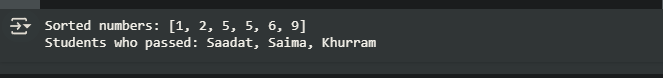 Sorted numbers: [1, 2, 5, 5, 6, 9]
Students who passed: Saadat, Saima, Khurram